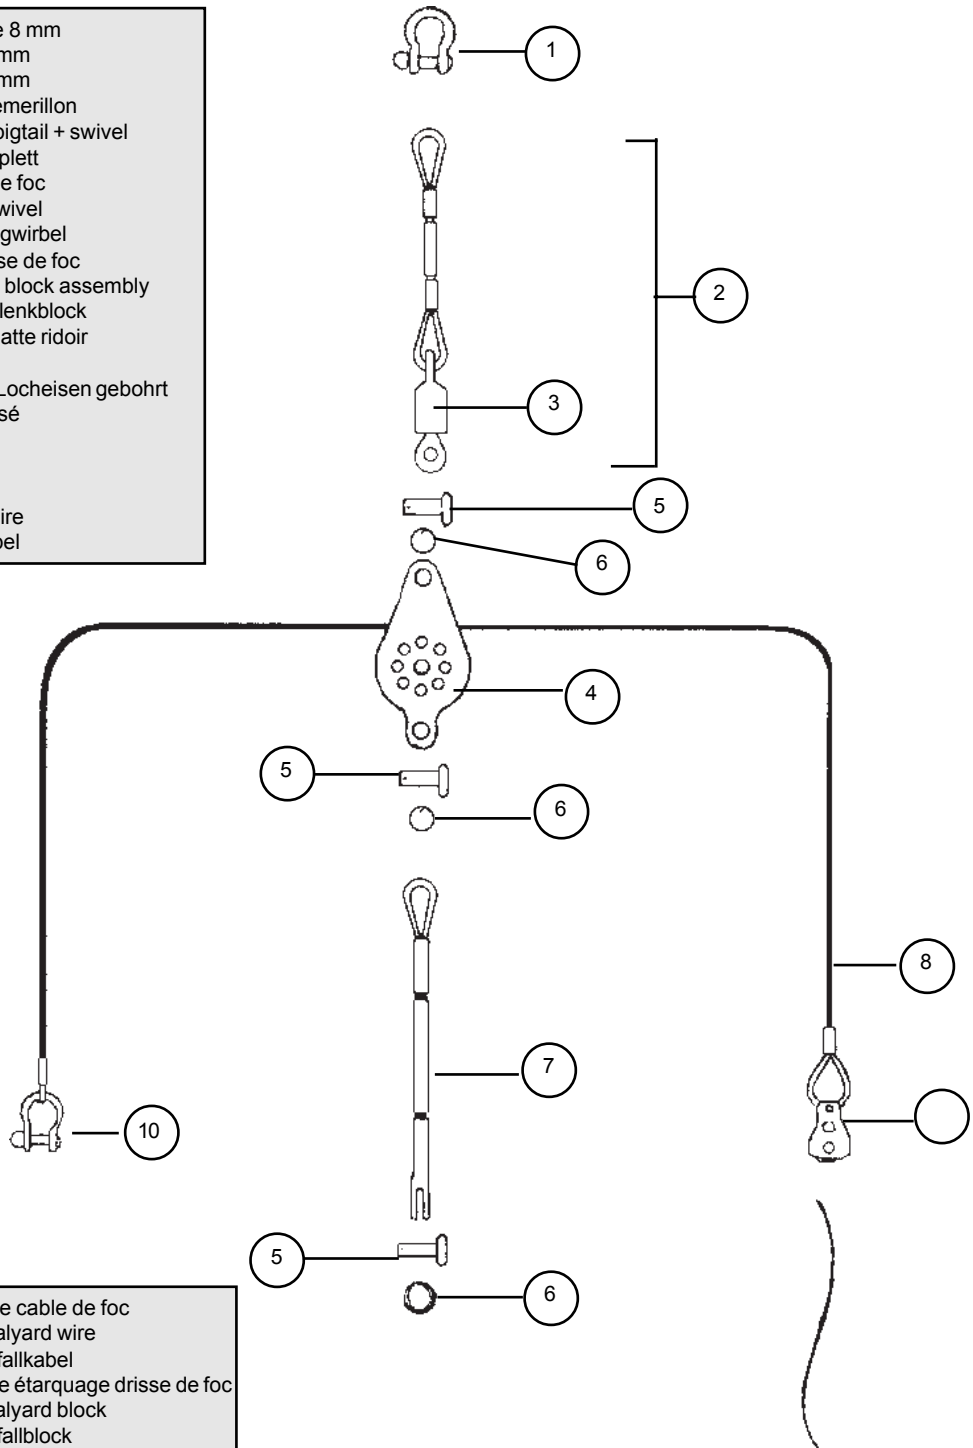 e 8 mm
mm
mm
emerillon
pigtail + swivel
plett
e foc
wivel
gwirbel
se de foc
block assembly
lenkblock
atte ridoir
Locheisen gebohrt
sé
ire
bel
1
2
3
5
6
4
5
6
8
7
10
5
6
e cable de foc
alyard wire
fallkabel
e étarquage drisse de foc
alyard block
fallblock